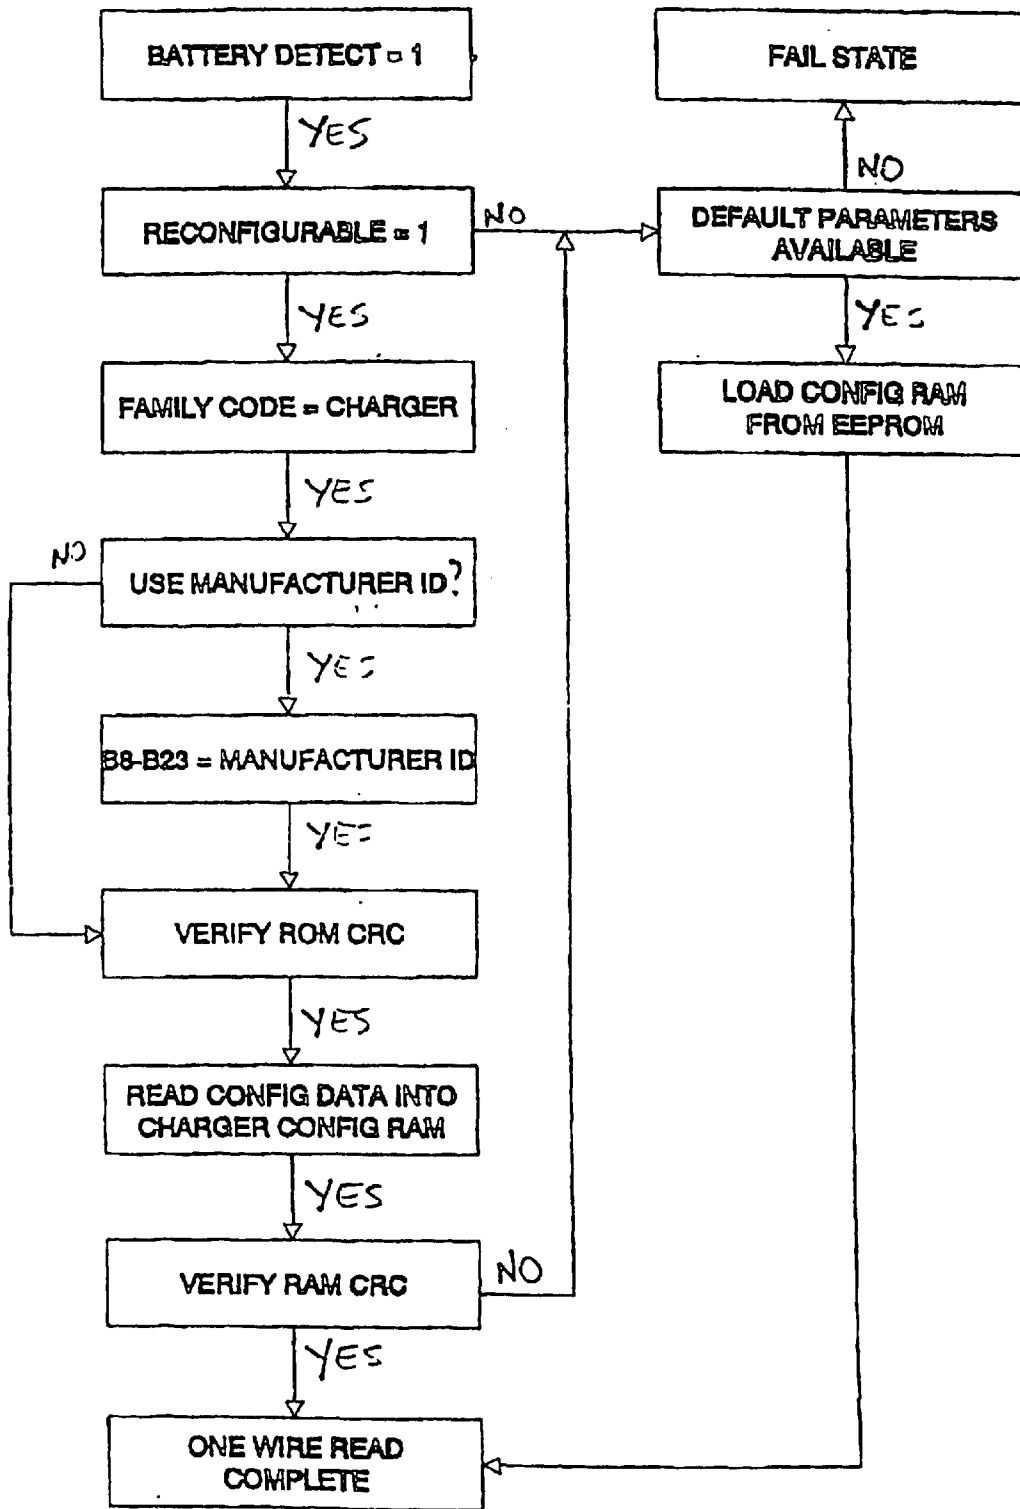 BATTERY DETECT = 1
FAIL STATE
YES
NO
RECONFIGURABLE = 1
NO
DEFAULT PARAMETERS
AVAILABLE
YES
YES
FAMILY CODE = CHARGER
LOAD CONFIG RAM
FROM EEPROM
YES
NO
USE MANUFACTURER ID?
YES
B8-B23 = MANUFACTURER ID
YES
VERIFY ROM CRC
YES
READ CONFIG DATA INTO
CHARGER CONFIG RAM
YES
VERIFY RAM CRC
NO
YES
ONE WIRE READ
COMPLETE